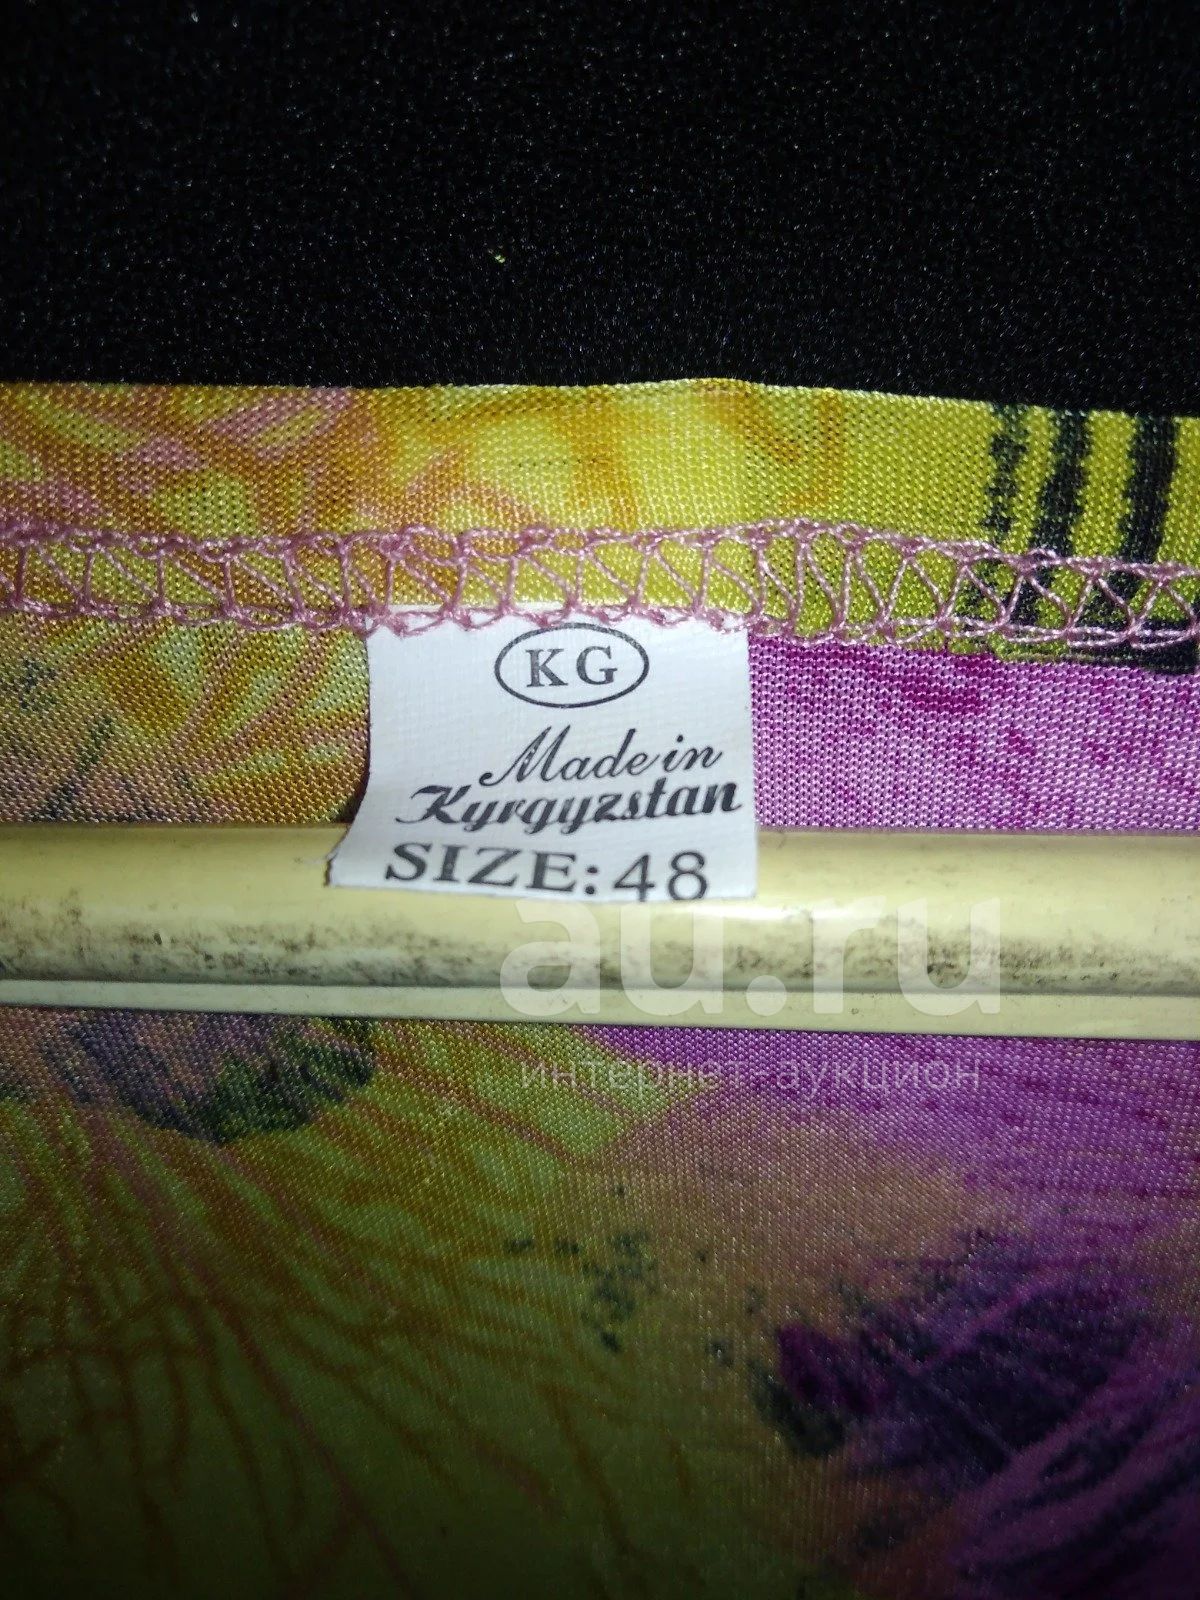 KG
Made in
Kyrgyzstan
SIZE: 48
au.ru
интернет-аукцион